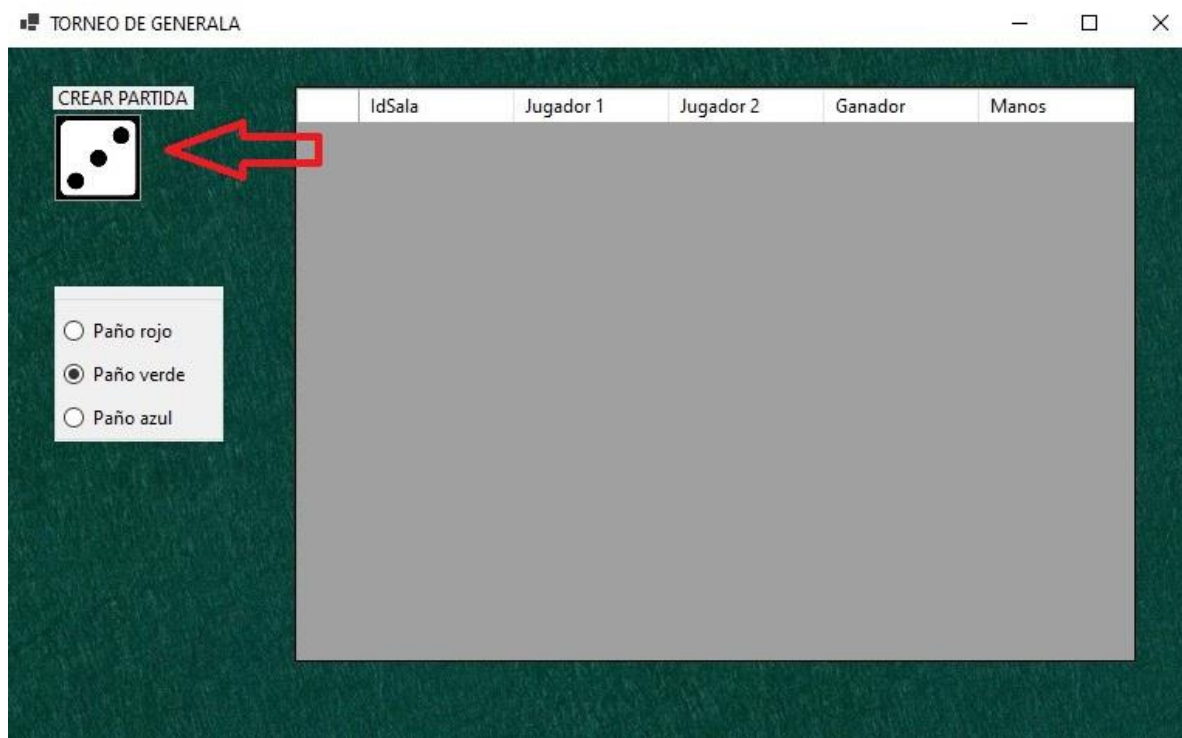 TORNEO DE GENERALA
CREAR PARTIDA
IdSala Jugador 1 Jugador 2 Ganador Manos
Paño rojo
Paño verde
Paño azul